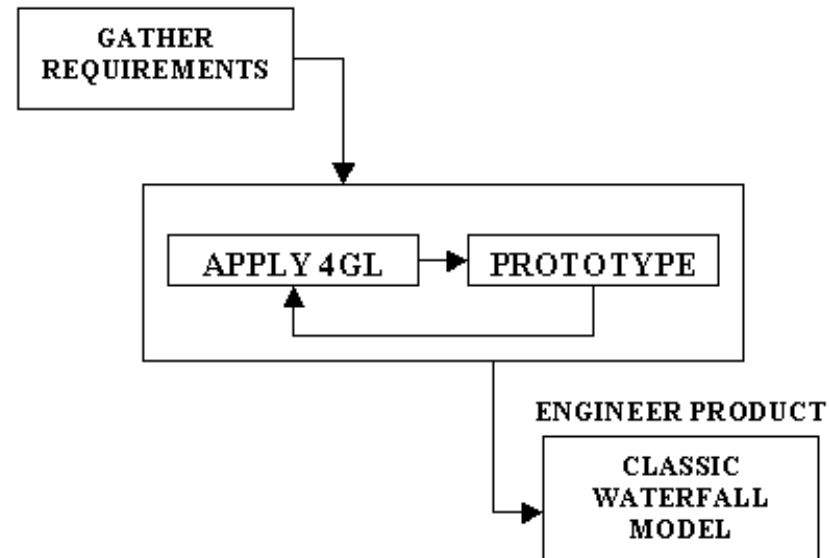 GATHER
REQUIREMENTS
APPLY 4GL
PROTOTYPE
ENGINEER PRODUCT
CLASSIC
WATERFALL
MODEL